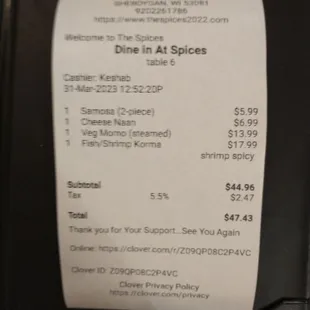 SHEBOYGAN, WI 53081
9202261786
https://www.thespices2022.com
Welcome to The Spices
Dine in At Spices
table 6
Cashier: Keshab
31-Mar-2023 12:52:20P
1 Samosa (2-piece) $5.99
1 Cheese Naan $6.99
1 Veg Momo (steamed) $13.99
1 Fish/Shrimp Korma $17.99
shrimp spicy
Subtotal $44.96
Tax 5.5% $2.47
Total $47.43
Thank you for Your Support...See You Again
Online: https://clover.com/r/Z09QP08C2P4VC
Clover ID: Z09QP08C2P4VC
Clover Privacy Policy
https://clover.com/privacy